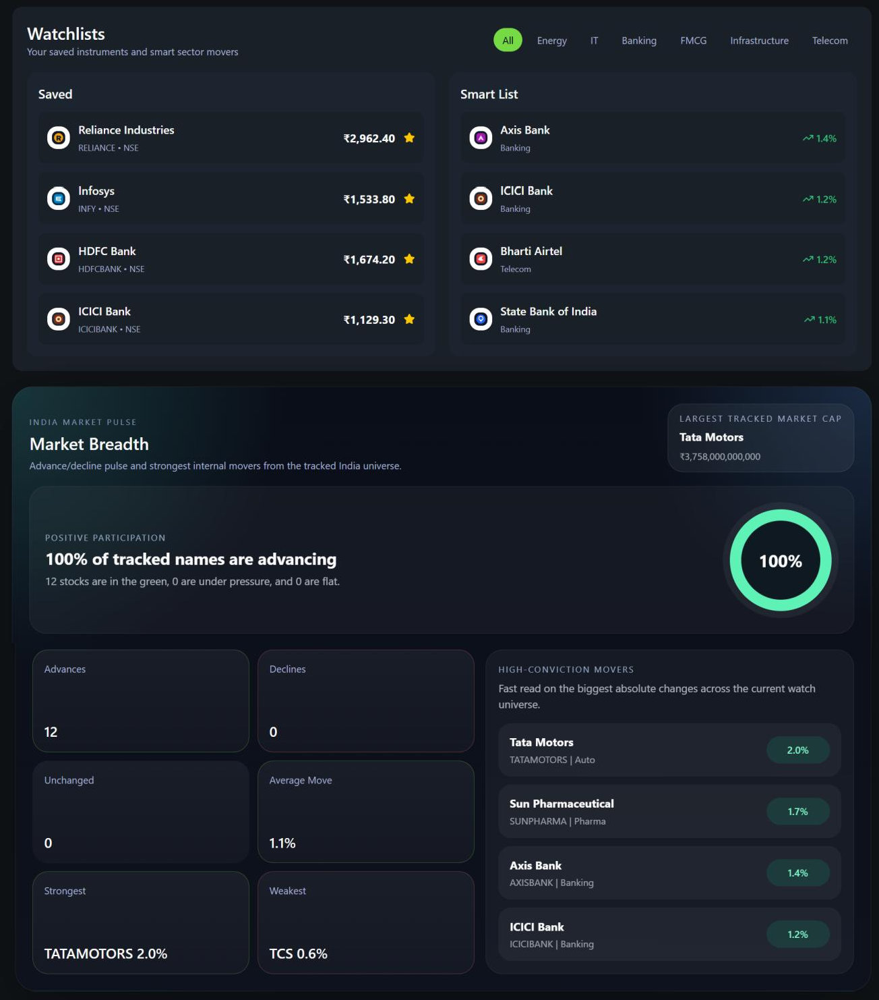 Watchlists
Your saved instruments and smart sector movers
All Energy IT Banking FMCG Infrastructure Telecom
Saved
Reliance Industries
RELIANCE • NSE
₹2,962.40
Infosys
INFY • NSE
₹1,533.80
HDFC Bank
HDFCBANK • NSE
₹1,674.20
ICICI Bank
ICICIBANK • NSE
₹1,129.30
Smart List
Axis Bank
Banking
1.4%
ICICI Bank
Banking
1.2%
Bharti Airtel
Telecom
1.2%
State Bank of India
Banking
1.1%
INDIA MARKET PULSE
Market Breadth
Advance/decline pulse and strongest internal movers from the tracked India universe.
LARGEST TRACKED MARKET CAP
Tata Motors
₹3,758,000,000,000
POSITIVE PARTICIPATION
100% of tracked names are advancing
12 stocks are in the green, 0 are under pressure, and 0 are flat.
100%
Advances
12
Declines
0
Unchanged
0
Average Move
1.1%
Strongest
TATAMOTORS 2.0%
Weakest
TCS 0.6%
HIGH-CONVICTION MOVERS
Fast read on the biggest absolute changes across the current watch
universe.
Tata Motors
TATAMOTORS | Auto
2.0%
Sun Pharmaceutical
SUNPHARMA | Pharma
1.7%
Axis Bank
AXISBANK | Banking
1.4%
ICICI Bank
ICICIBANK | Banking
1.2%